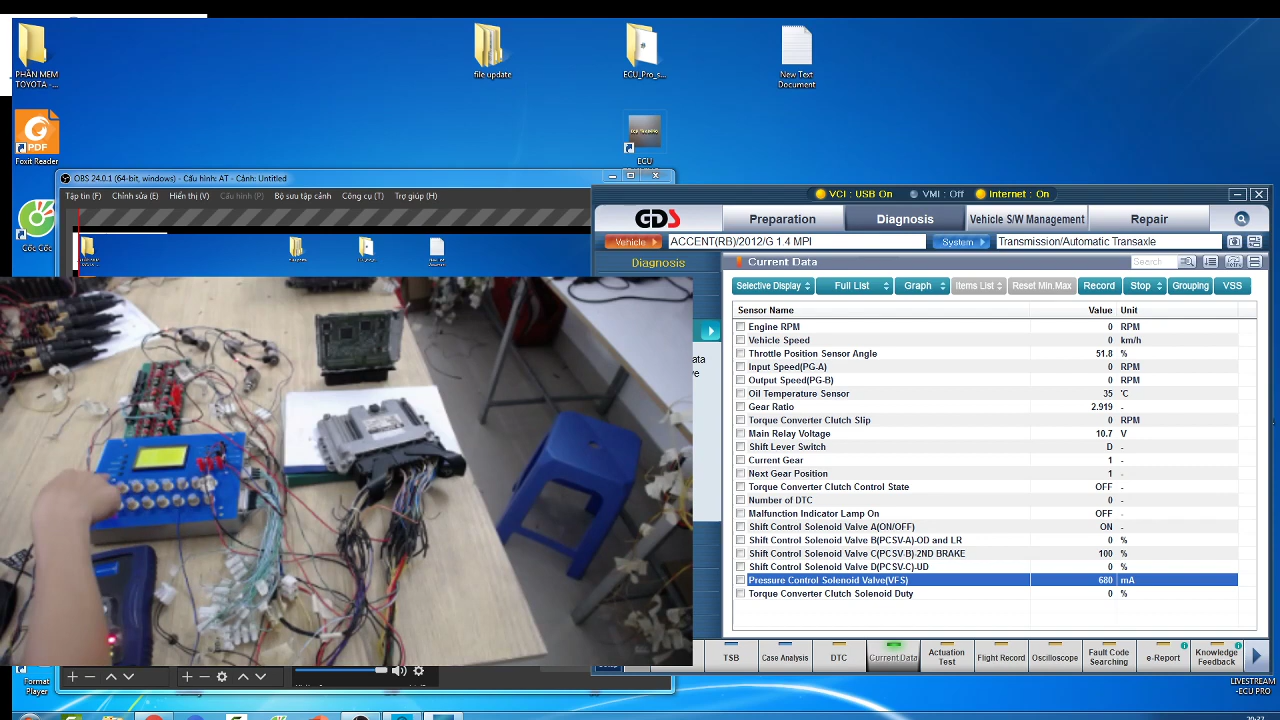 PHẦN MEM
TOYOTA -...
file update
ECU_Pro_s...
New Text
Document
PDF
Foxit Reader
ECU
Cốc Cốc
OBS 24.0.1 (64-bit, windows) - Cấu hình: AT - Cảnh: Untitled
Tập tin (F) Chỉnh sửa (E) Hiển thị (V) Cấu hình (P) Bộ sưu tập cảnh Công cụ (T) Trợ giúp (H)
VCI : USB On VMI : Off Internet : On
GDS Preparation Diagnosis Vehicle S/W Management Repair
Vehicle ACCENT(RB)/2012/G 1.4 MPI System Transmission/Automatic Transaxle
Diagnosis
Current Data Search
Selective Display Full List Graph Items List Reset Min.Max Record Stop Grouping VSS
Sensor Name Value Unit
Engine RPM 0 RPM
Vehicle Speed 0 km/h
Throttle Position Sensor Angle 51.8 %
Input Speed(PG-A) 0 RPM
Output Speed(PG-B) 0 RPM
Oil Temperature Sensor 35 'C
Gear Ratio 2.919 -
Torque Converter Clutch Slip 0 RPM
Main Relay Voltage 10.7 V
Shift Lever Switch D -
Current Gear 1 -
Next Gear Position 1 -
Torque Converter Clutch Control State OFF -
Number of DTC 0 -
Malfunction Indicator Lamp On OFF -
Shift Control Solenoid Valve A(ON/OFF) ON -
Shift Control Solenoid Valve B(PCSV-A)-OD and LR 0 %
Shift Control Solenoid Valve C(PCSV-B)-2ND BRAKE 100 %
Shift Control Solenoid Valve D(PCSV-C)-UD 0 %
Pressure Control Solenoid Valve(VFS) 680 mA
Torque Converter Clutch Solenoid Duty 0 %
ata
ve
TSB Case Analysis DTC Current Data Actuation
Test Flight Record Oscilloscope Fault Code
Searching e-Report Knowledge
Feedback
Format
Player
LIVESTREAM
-ECU PRO
20:37